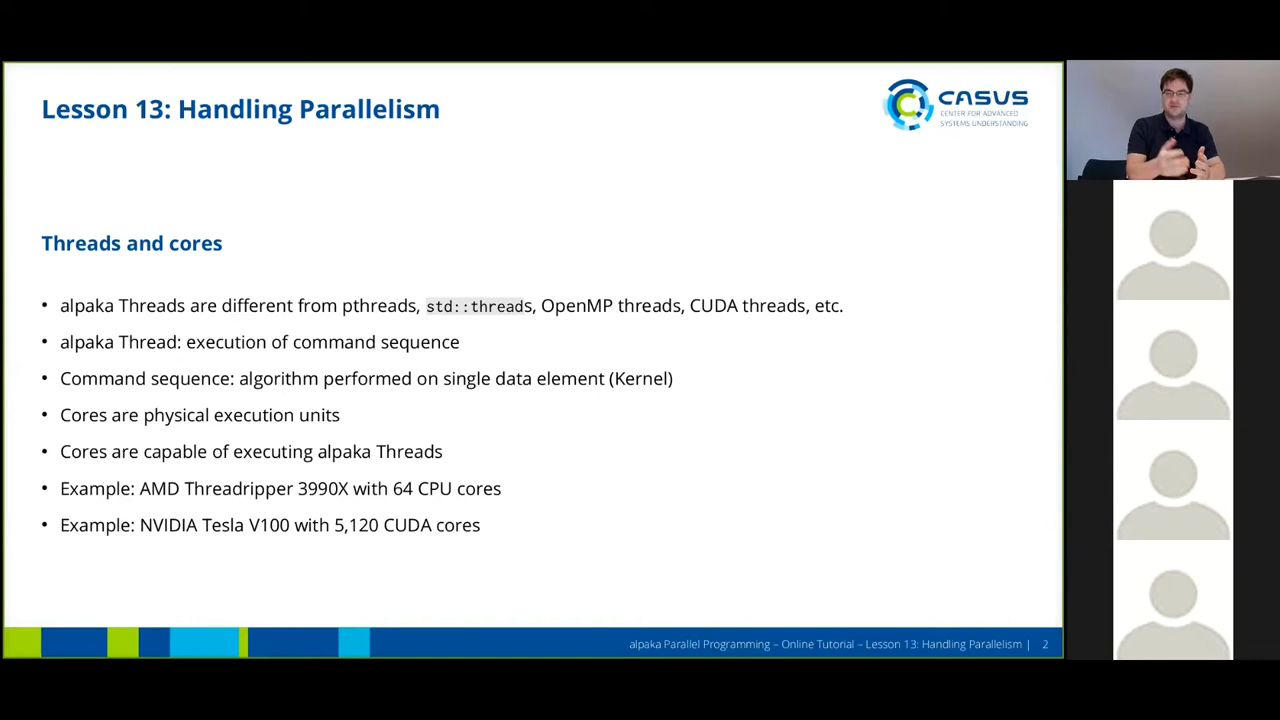 Lesson 13: Handling Parallelism
CASUS
CENTER FOR ADVANCED
SYSTEMS UNDERSTANDING
Threads and cores
• alpaka Threads are different from pthreads, std::threads, OpenMP threads, CUDA threads, etc.
• alpaka Thread: execution of command sequence
• Command sequence: algorithm performed on single data element (Kernel)
• Cores are physical execution units
• Cores are capable of executing alpaka Threads
• Example: AMD Threadripper 3990X with 64 CPU cores
• Example: NVIDIA Tesla V100 with 5,120 CUDA cores
alpaka Parallel Programming – Online Tutorial – Lesson 13: Handling Parallelism | 2